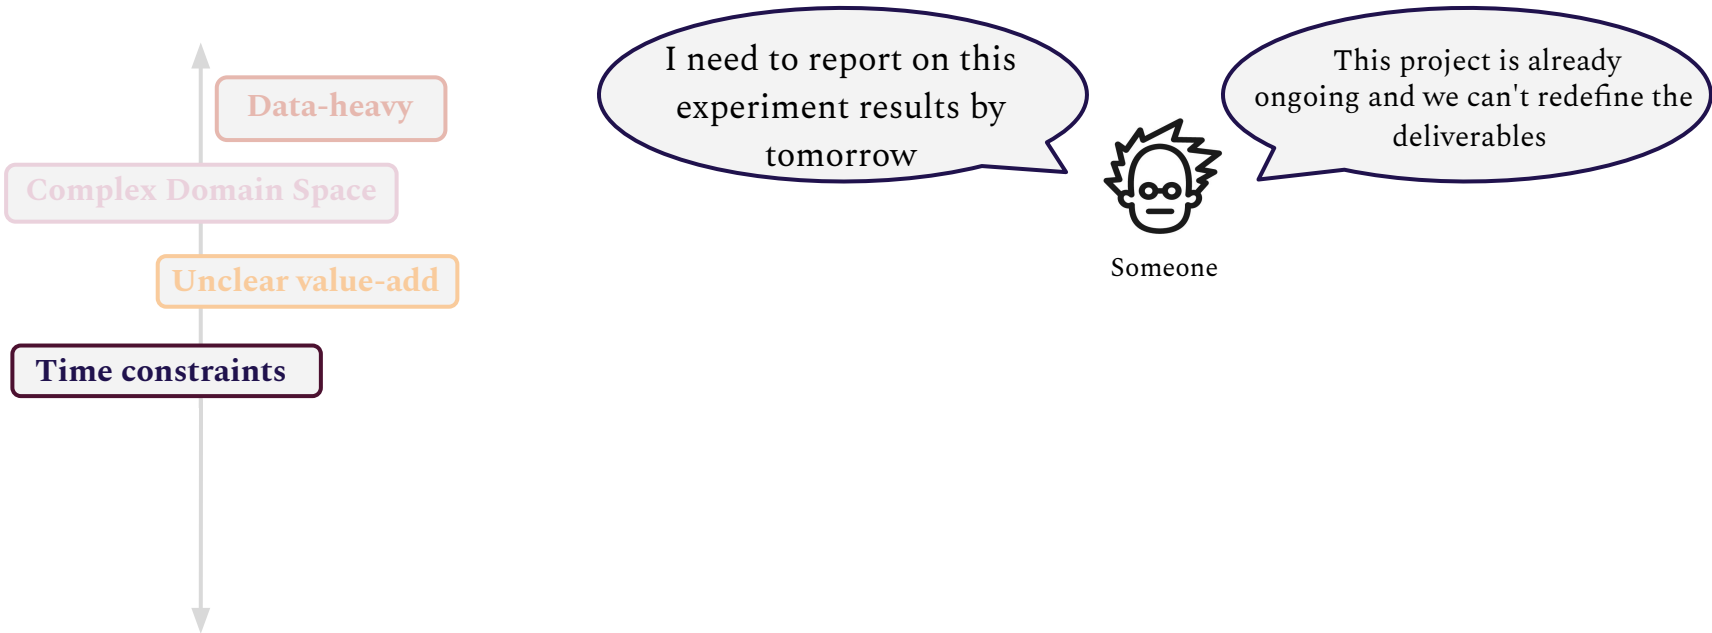 Data-heavy
Complex Domain Space
Unclear value-add
Time constraints
I need to report on this
experiment results by
tomorrow
This project is already
ongoing and we can't redefine the
deliverables
Someone